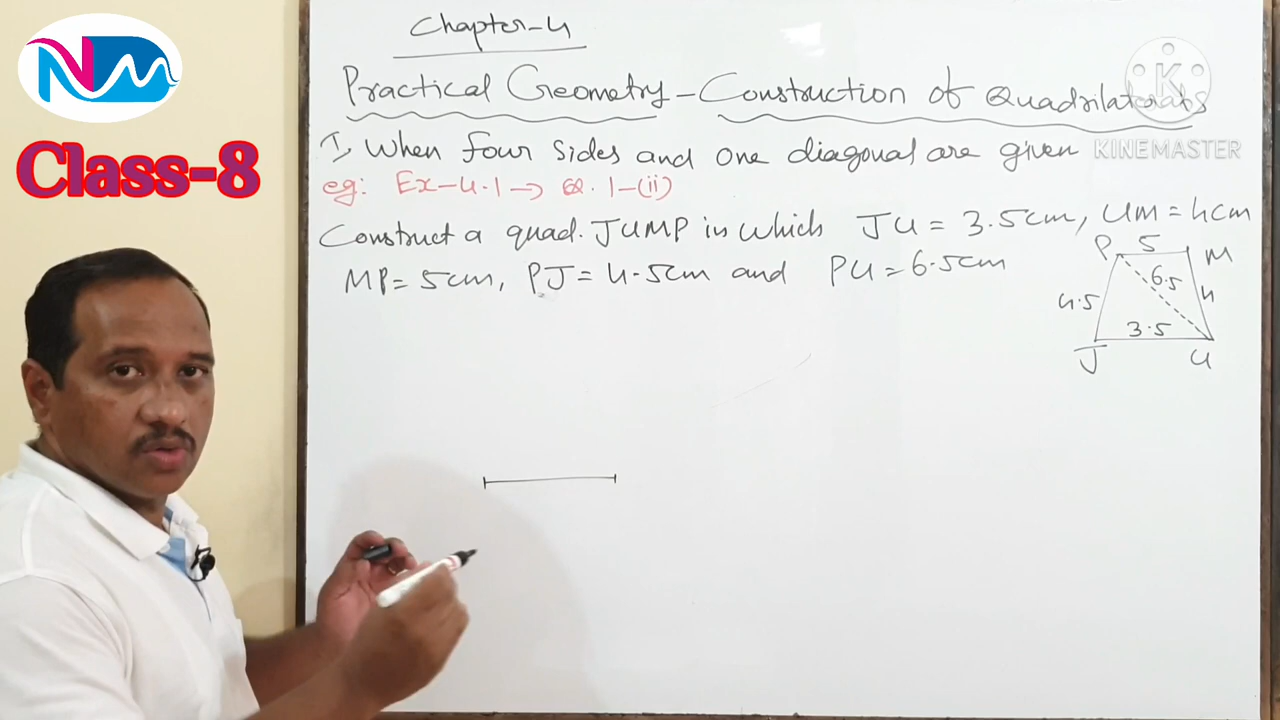 NDM
Class-8
Chapter-4
Practical Geometry - Construction of Quadrilaterals
K
KINEMASTER
I, When four sides and one diagonal are given
eg: Ex-4.1 → Q. 1-(ii)
Construct a quad. JUMP in which JU = 3.5cm, UM = 4cm
MP = 5cm, PJ = 4.5cm and PU = 6.5cm
P 5 M
6.5
4.5 4
3.5
J U